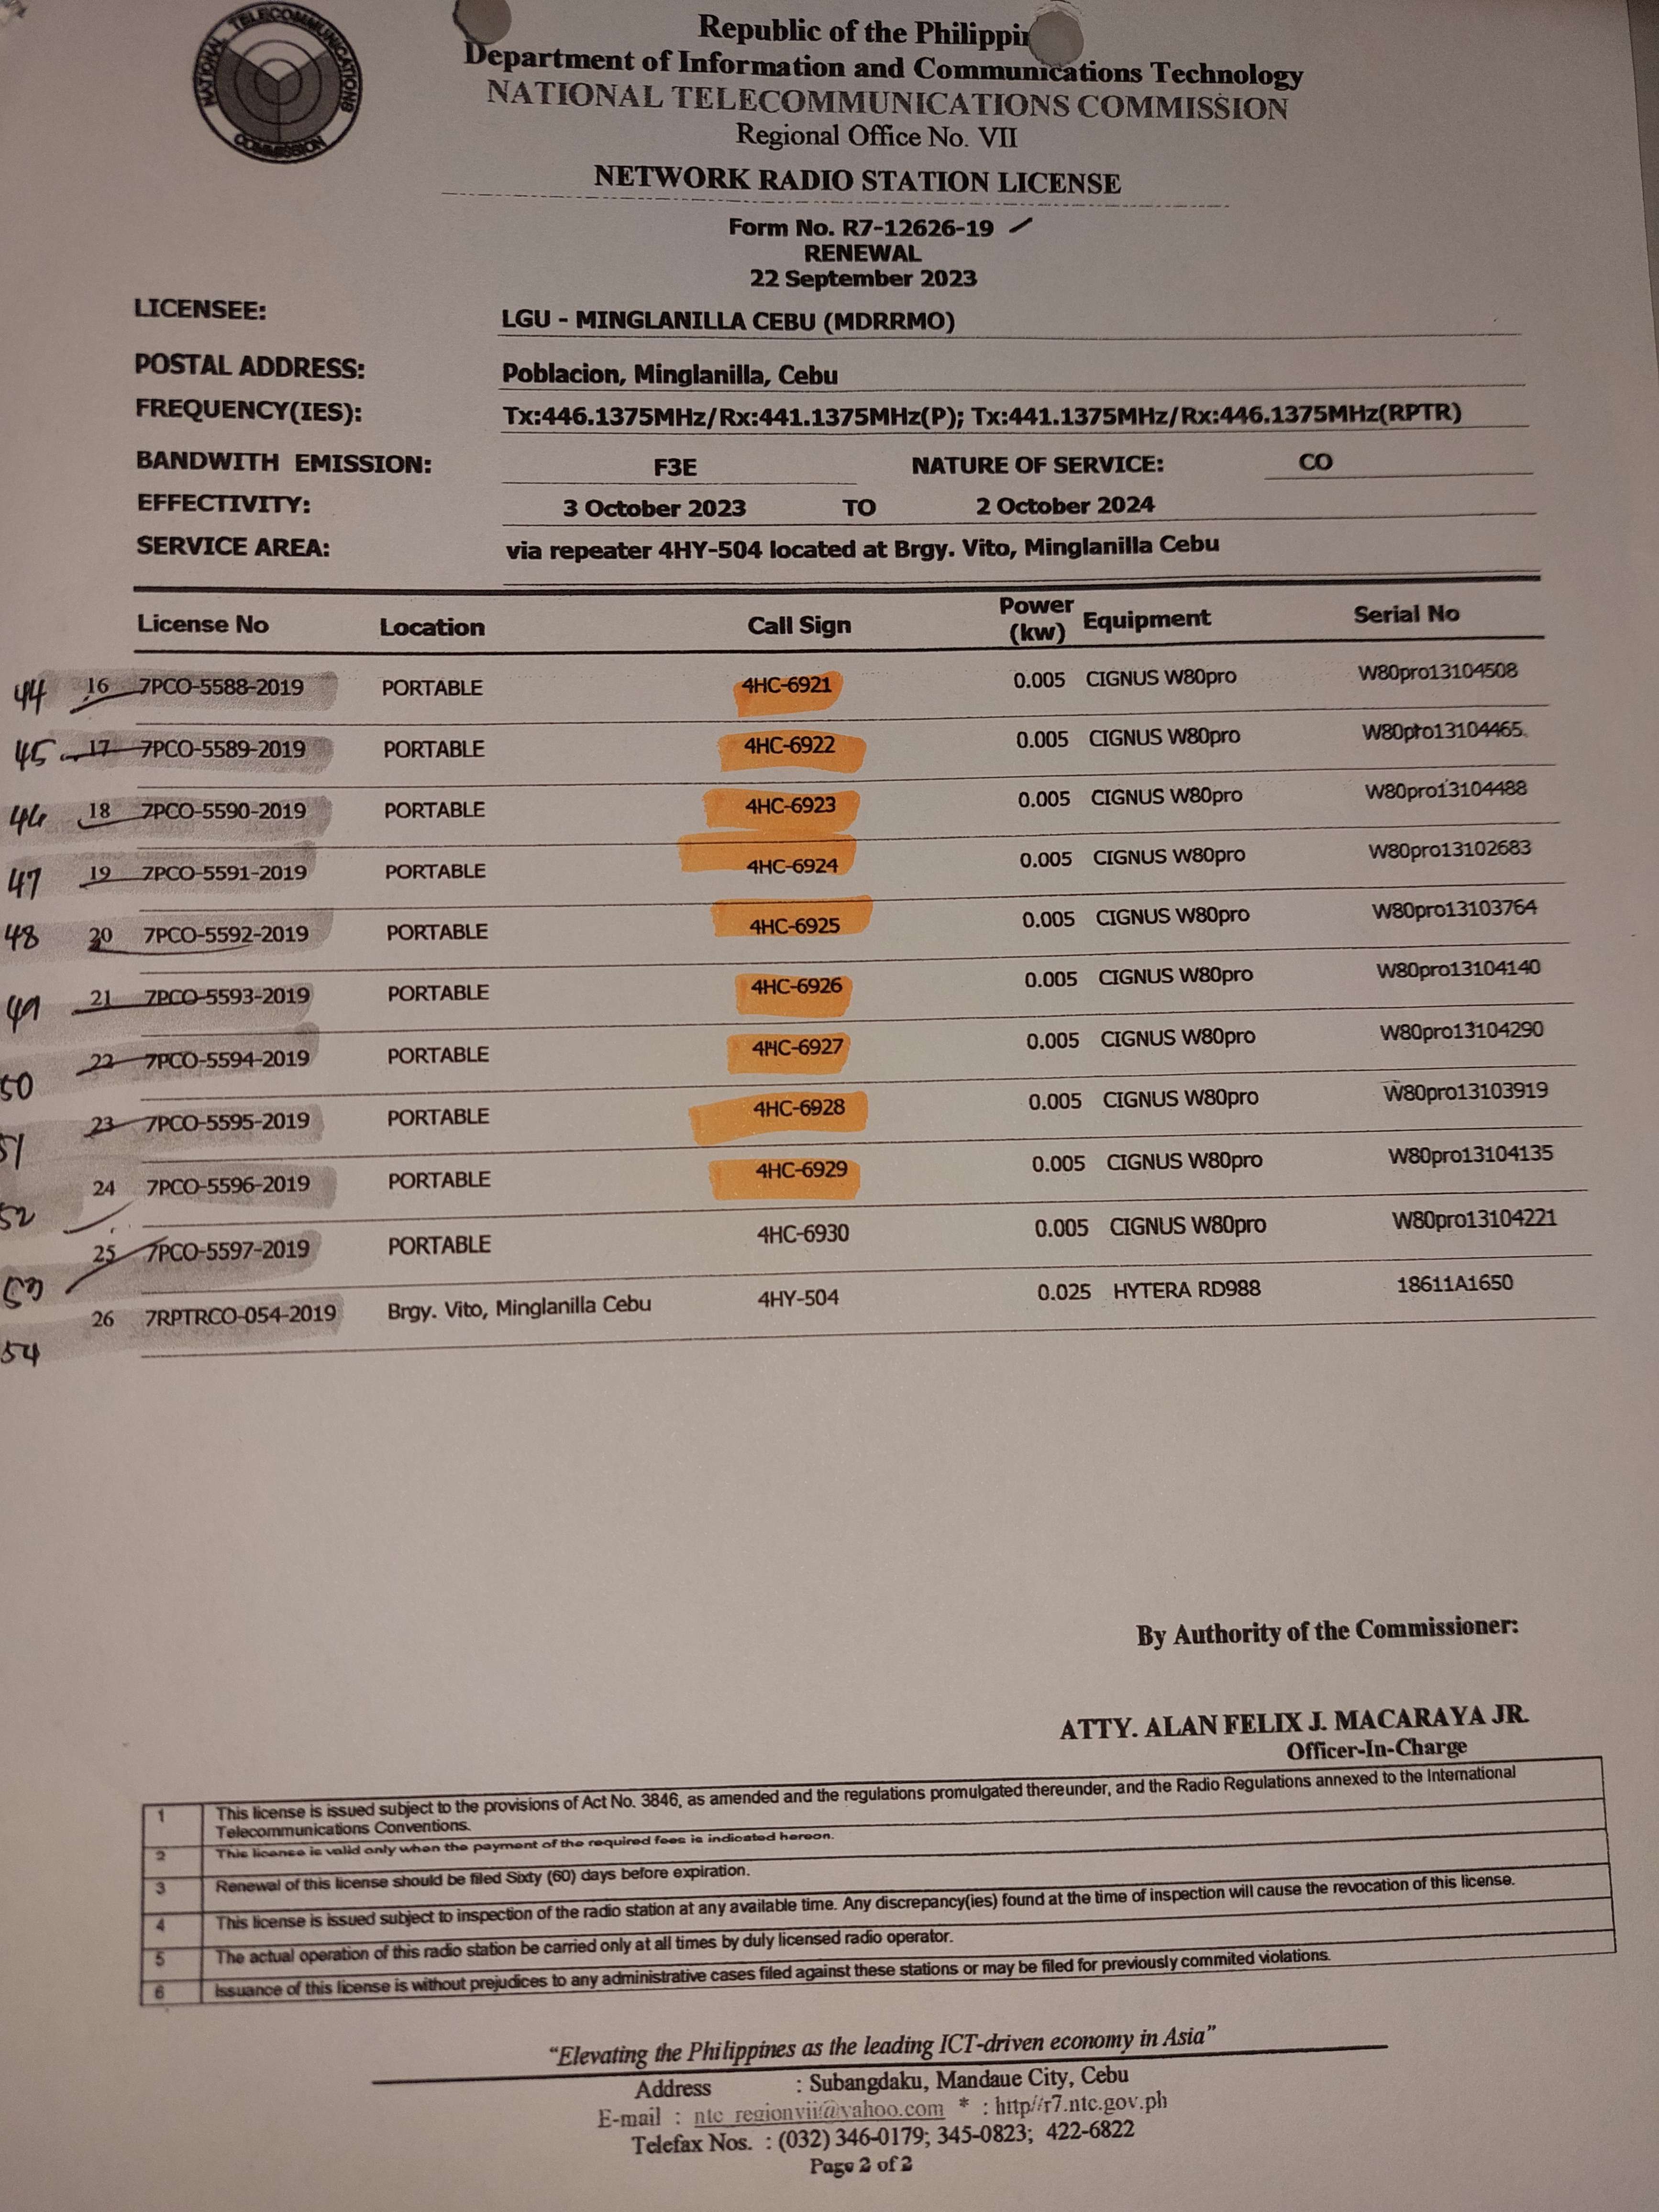 NATIONAL TELECOMMUNICATIONS COMMISSION
Republic of the Philippin
Department of Information and Communications Technology
NATIONAL TELECOMMUNICATIONS COMMISSION
Regional Office No. VII
NETWORK RADIO STATION LICENSE
Form No. R7-12626-19
RENEWAL
22 September 2023
LICENSEE: LGU - MINGLANILLA CEBU (MDRRMO)
POSTAL ADDRESS: Poblacion, Minglanilla, Cebu
FREQUENCY(IES): Tx:446.1375MHz/Rx:441.1375MHz(P); Tx:441.1375MHz/Rx:446.1375MHz(RPTR)
BANDWITH EMISSION: F3E NATURE OF SERVICE: CO
EFFECTIVITY: 3 October 2023 TO 2 October 2024
SERVICE AREA: via repeater 4HY-504 located at Brgy. Vito, Minglanilla Cebu
License No Location Call Sign Power (kw) Equipment Serial No
44 16 7PCO-5588-2019 PORTABLE 4HC-6921 0.005 CIGNUS W80pro W80pro13104508
45 17 7PCO-5589-2019 PORTABLE 4HC-6922 0.005 CIGNUS W80pro W80pro13104465
46 18 7PCO-5590-2019 PORTABLE 4HC-6923 0.005 CIGNUS W80pro W80pro13104488
47 19 7PCO-5591-2019 PORTABLE 4HC-6924 0.005 CIGNUS W80pro W80pro13102683
48 20 7PCO-5592-2019 PORTABLE 4HC-6925 0.005 CIGNUS W80pro W80pro13103764
49 21 7PCO-5593-2019 PORTABLE 4HC-6926 0.005 CIGNUS W80pro W80pro13104140
50 22 7PCO-5594-2019 PORTABLE 4HC-6927 0.005 CIGNUS W80pro W80pro13104290
51 23 7PCO-5595-2019 PORTABLE 4HC-6928 0.005 CIGNUS W80pro W80pro13103919
52 24 7PCO-5596-2019 PORTABLE 4HC-6929 0.005 CIGNUS W80pro W80pro13104135
53 25 7PCO-5597-2019 PORTABLE 4HC-6930 0.005 CIGNUS W80pro W80pro13104221
54 26 7RPTRCO-054-2019 Brgy. Vito, Minglanilla Cebu 4HY-504 0.025 HYTERA RD988 18611A1650
By Authority of the Commissioner:
ATTY. ALAN FELIX J. MACARAYA JR.
Officer-In-Charge
1 This license is issued subject to the provisions of Act No. 3846, as amended and the regulations promulgated thereunder, and the Radio Regulations annexed to the International
Telecommunications Conventions.
2 This license is valid only when the payment of the required fees is indicated hereon.
3 Renewal of this license should be filed Sixty (60) days before expiration.
4 This license is issued subject to inspection of the radio station at any available time. Any discrepancy(ies) found at the time of inspection will cause the revocation of this license.
5 The actual operation of this radio station be carried only at all times by duly licensed radio operator.
6 Issuance of this license is without prejudices to any administrative cases filed against these stations or may be filed for previously commited violations.
“Elevating the Philippines as the leading ICT-driven economy in Asia”
Address : Subangdaku, Mandaue City, Cebu
E-mail : ntc_regionvii@yahoo.com * : http//r7.ntc.gov.ph
Telefax Nos. : (032) 346-0179; 345-0823; 422-6822
Page 2 of 2